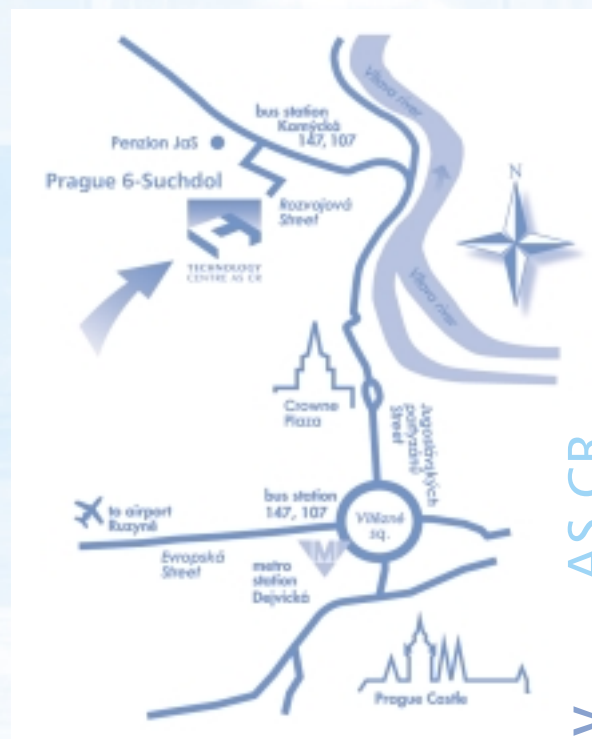 Vltava river
bus station
Kamýcká
147, 107
Penzion JaS
Prague 6-Suchdol
N
Rozvojová
Street
TECHNOLOGY
CENTRE AS CR
Vltava river
Crowne
Plaza
Jugoslávských
partyzánů
Street
AS CR
bus station
147, 107
to airport
Ruzyně
Vítězné
sq.
Evropská
Street
M
metro
station
Dejvická
Prague Castle